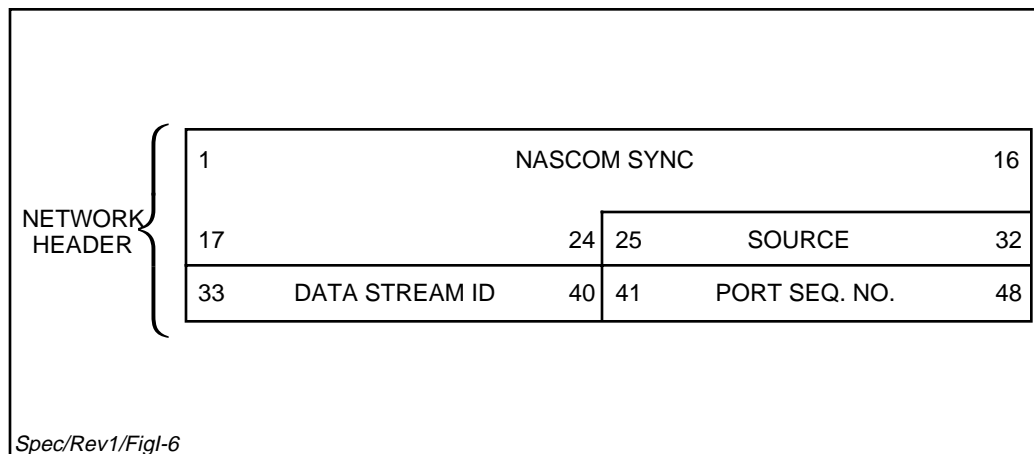 1 NASCOM SYNC 16
NETWORK
HEADER
17 24 25 SOURCE 32
33 DATA STREAM ID 40 41 PORT SEQ. NO. 48
Spec/Rev1/FigI-6